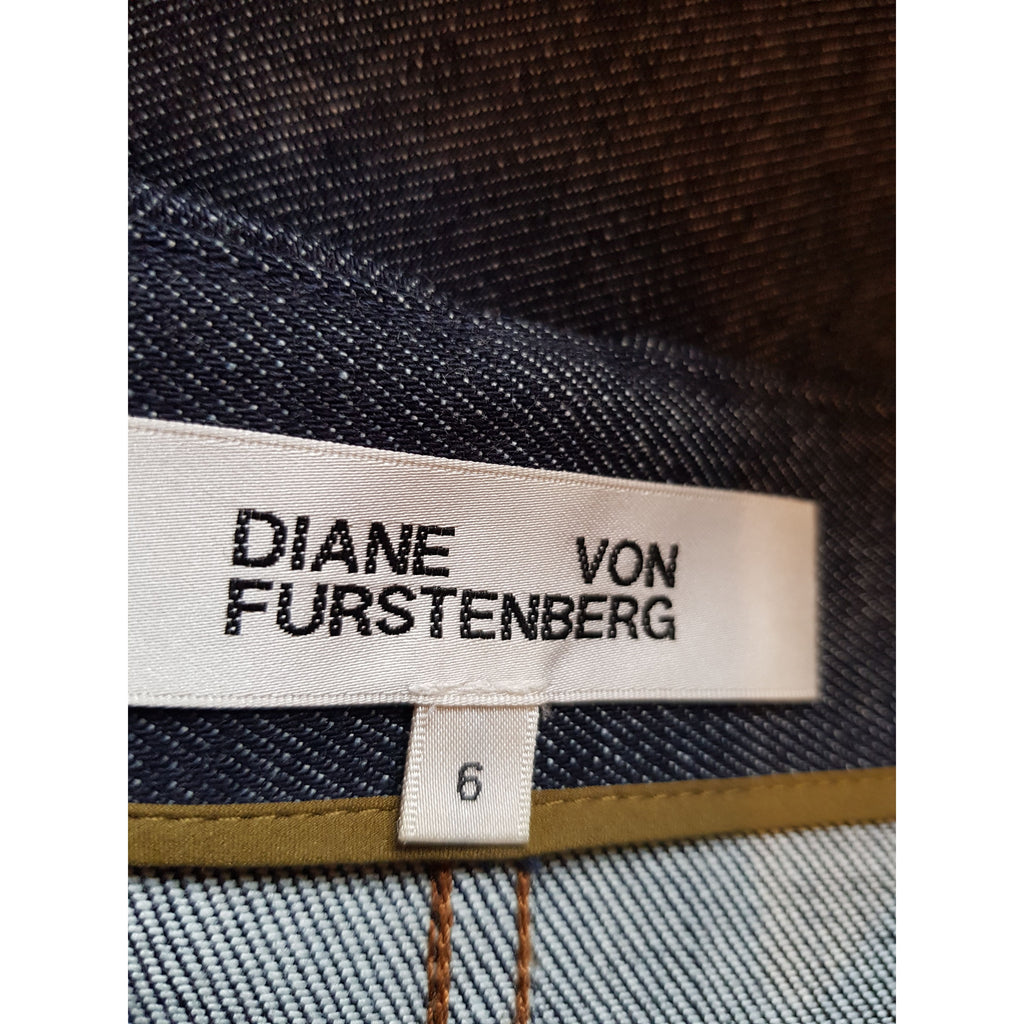 DIANE VON
FURSTENBERG
6